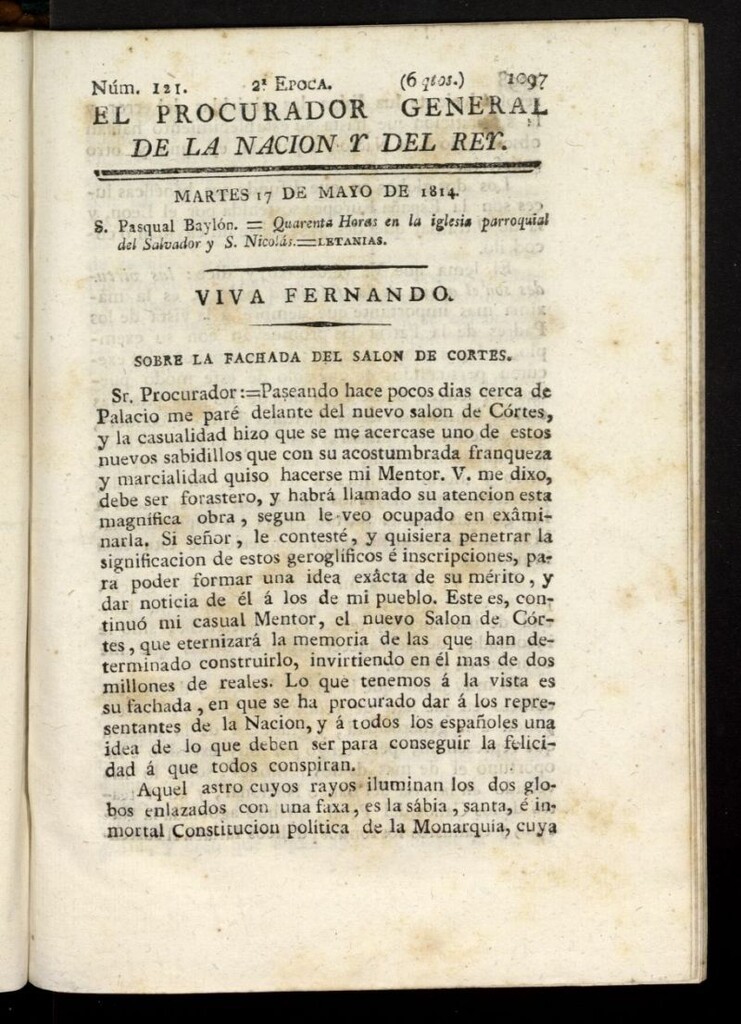 Núm. 121. 2ª EPOCA. (6 qtos.) 1097
EL PROCURADOR GENERAL
DE LA NACION Y DEL REY.
MARTES 17 DE MAYO DE 1814.
S. Pasqual Baylón. = Quarenta Horas en la iglesia parroquial
del Salvador y S. Nicolás.=LETANIAS.
VIVA FERNANDO.
SOBRE LA FACHADA DEL SALON DE CORTES.
Sr. Procurador:=Paseando hace pocos dias cerca de
Palacio me paré delante del nuevo salon de Córtes,
y la casualidad hizo que se me acercase uno de estos
nuevos sabidillos que con su acostumbrada franqueza
y marcialidad quiso hacerse mi Mentor. V. me dixo,
debe ser forastero, y habrá llamado su atencion esta
magnífica obra, segun le veo ocupado en exâmi-
narla. Si señor, le contesté, y quisiera penetrar la
significacion de estos geroglíficos é inscripciones, pa-
ra poder formar una idea exâcta de su mérito, y
dar noticia de él á los de mi pueblo. Este es, con-
tinuó mi casual Mentor, el nuevo Salon de Cór-
tes, que eternizará la memoria de las que han de-
terminado construirlo, invirtiendo en él mas de dos
millones de reales. Lo que tenemos á la vista es
su fachada, en que se ha procurado dar á los repre-
sentantes de la Nacion, y á todos los españoles una
idea de lo que deben ser para conseguir la felici-
dad á que todos conspiran.
Aquel astro cuyos rayos iluminan los dos glo-
bos enlazados con una faxa, es la sábia, santa, é in-
mortal Constitucion política de la Monarquía, cuya